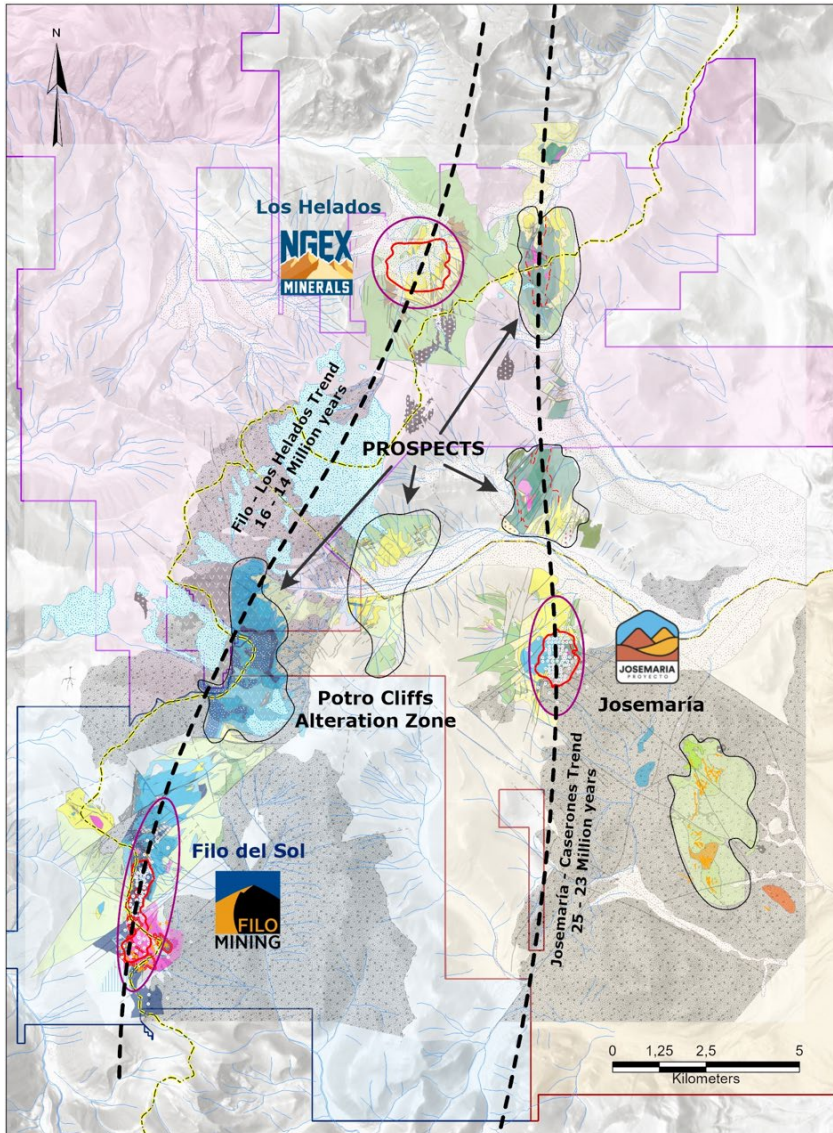 N
Los Helados
NGEX
MINERALS
Filo - Los Helados Trend
16 - 14 Million years
PROSPECTS
JOSEMARIA
PROYECTO
Josemaría
Potro Cliffs
Alteration Zone
Josemaría - Caserones Trend
25 - 23 Million years
Filo del Sol
FILO
MINING
0 1,25 2,5 5
Kilometers